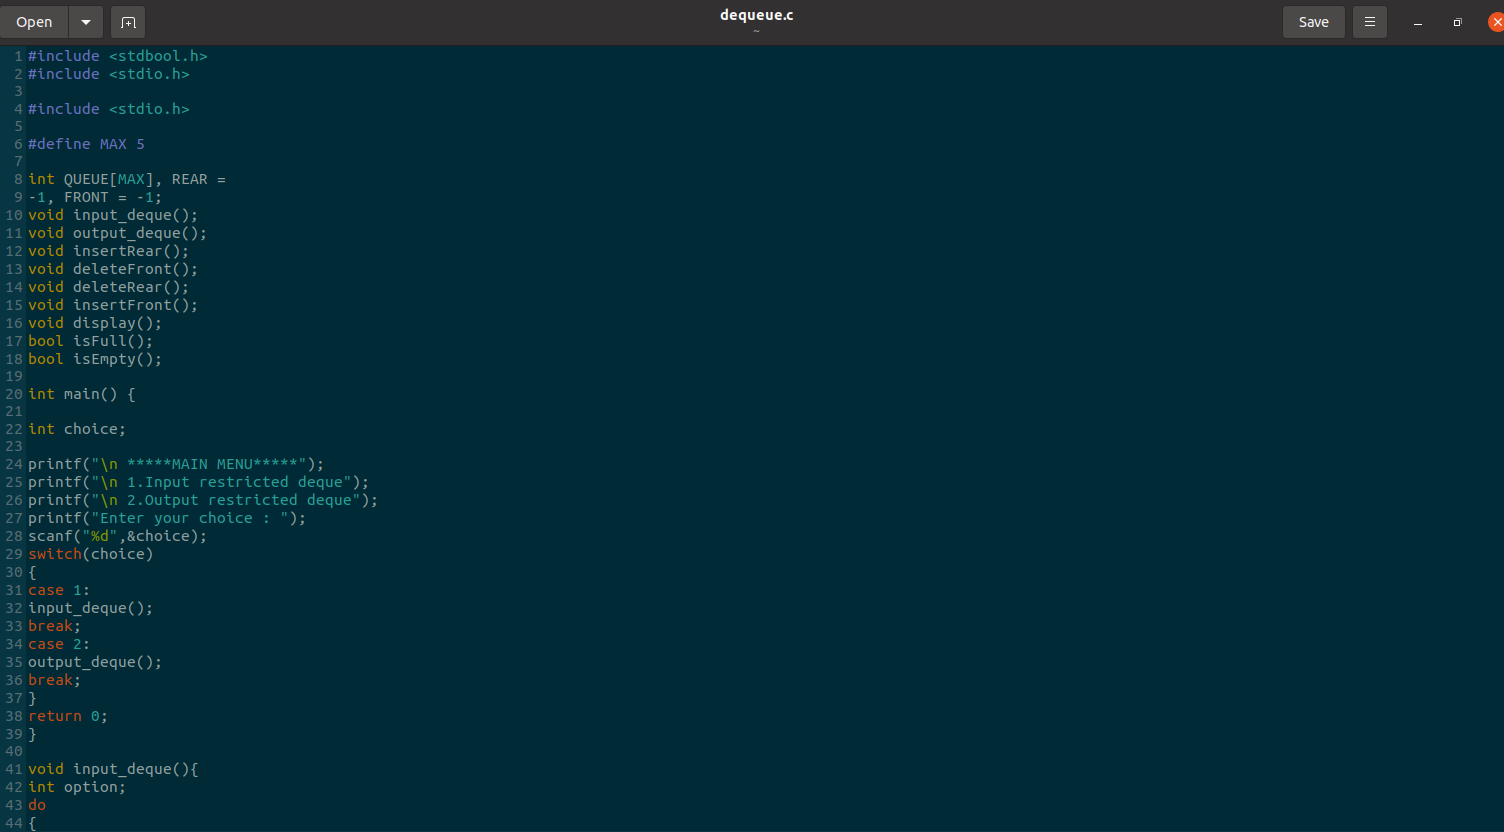 Open
dequeue.c
~
Save
1 #include <stdbool.h>
2 #include <stdio.h>
3
4 #include <stdio.h>
5
6 #define MAX 5
7
8 int QUEUE[MAX], REAR =
9 -1, FRONT = -1;
10 void input_deque();
11 void output_deque();
12 void insertRear();
13 void deleteFront();
14 void deleteRear();
15 void insertFront();
16 void display();
17 bool isFull();
18 bool isEmpty();
19
20 int main() {
21
22 int choice;
23
24 printf("\n *****MAIN MENU*****");
25 printf("\n 1.Input restricted deque");
26 printf("\n 2.Output restricted deque");
27 printf("Enter your choice : ");
28 scanf("%d",&choice);
29 switch(choice)
30 {
31 case 1:
32 input_deque();
33 break;
34 case 2:
35 output_deque();
36 break;
37 }
38 return 0;
39 }
40
41 void input_deque(){
42 int option;
43 do
44 {